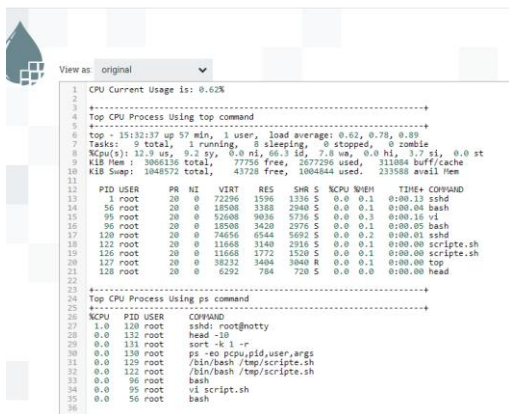 View as: original
1 CPU Current Usage is: 0.62%
2
3 +----------------------------------------------------------------------+
4 Top CPU Process Using top command
5 +----------------------------------------------------------------------+
6 top - 15:32:37 up 57 min, 1 user, load average: 0.62, 0.78, 0.89
7 Tasks: 9 total, 1 running, 8 sleeping, 0 stopped, 0 zombie
8 %Cpu(s): 12.9 us, 9.2 sy, 0.0 ni, 66.3 id, 7.8 wa, 0.0 hi, 3.7 si, 0.0 st
9 KiB Mem : 3066136 total, 77756 free, 2677296 used, 311084 buff/cache
10 KiB Swap: 1048572 total, 43728 free, 1004844 used. 233588 avail Mem
11
12 PID USER PR NI VIRT RES SHR S %CPU %MEM TIME+ COMMAND
13 1 root 20 0 72296 1596 1336 S 0.0 0.1 0:00.13 sshd
14 56 root 20 0 18508 3388 2940 S 0.0 0.1 0:00.04 bash
15 95 root 20 0 52608 9036 5736 S 0.0 0.3 0:00.16 vi
16 96 root 20 0 18508 3420 2976 S 0.0 0.1 0:00.05 bash
17 120 root 20 0 74656 6544 5692 S 0.0 0.2 0:00.01 sshd
18 122 root 20 0 11668 3140 2916 S 0.0 0.1 0:00.00 scripte.sh
19 126 root 20 0 11668 1772 1520 S 0.0 0.1 0:00.00 scripte.sh
20 127 root 20 0 38232 3404 3040 R 0.0 0.1 0:00.00 top
21 128 root 20 0 6292 784 720 S 0.0 0.0 0:00.00 head
22
23 +----------------------------------------------------------------------+
24 Top CPU Process Using ps command
25 +----------------------------------------------------------------------+
26 %CPU PID USER COMMAND
27 1.0 120 root sshd: root@notty
28 0.0 132 root head -10
29 0.0 131 root sort -k 1 -r
30 0.0 130 root ps -eo pcpu,pid,user,args
31 0.0 129 root /bin/bash /tmp/scripte.sh
32 0.0 122 root /bin/bash /tmp/scripte.sh
33 0.0 96 root bash
34 0.0 95 root vi script.sh
35 0.0 56 root bash
36